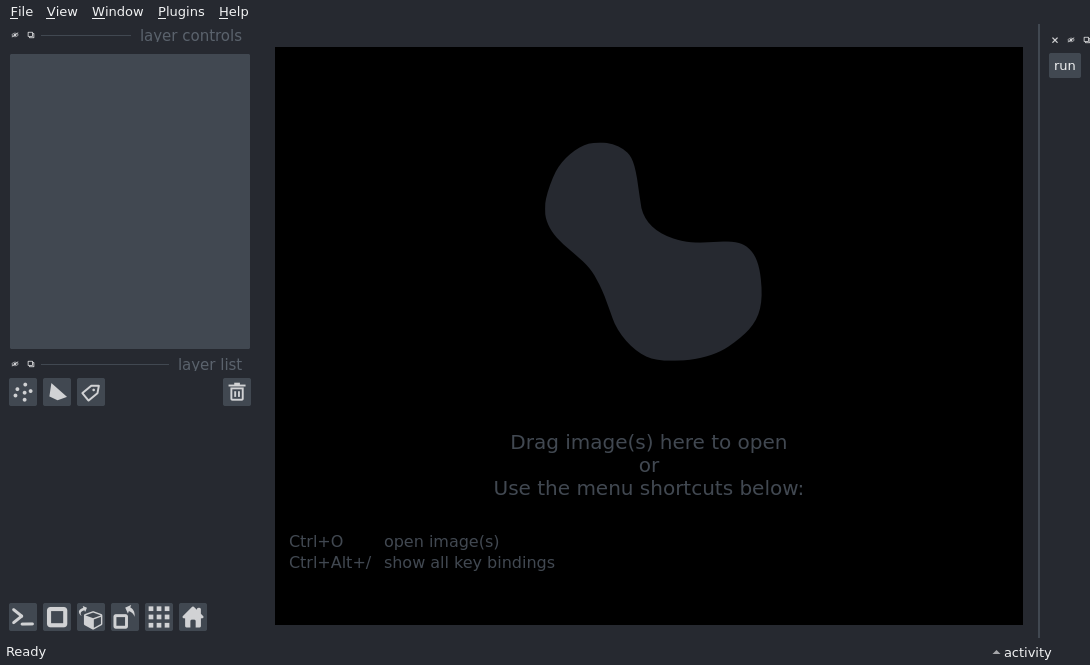 File View Window Plugins Help
layer controls
run
layer list
Drag image(s) here to open
or
Use the menu shortcuts below:
Ctrl+O open image(s)
Ctrl+Alt+/ show all key bindings
Ready
activity